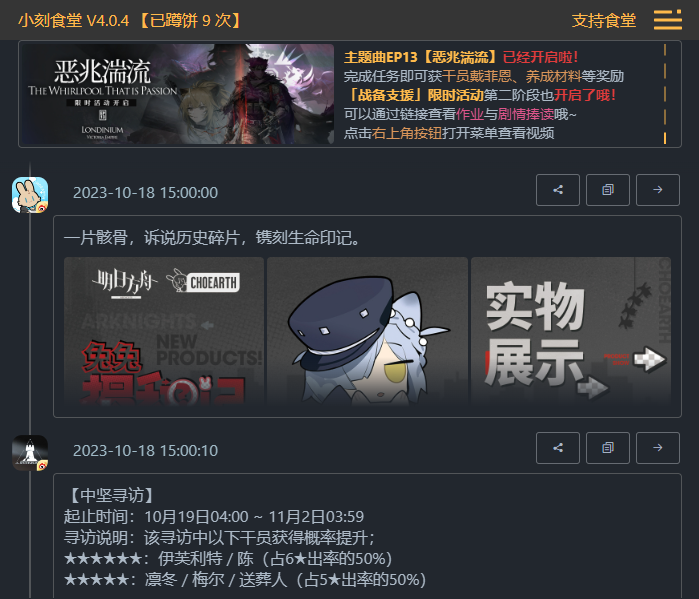 小刻食堂 V4.0.4 【已蹲饼 9 次】
支持食堂
恶兆湍流
THE WHIRLPOOL THAT IS PASSION
限时活动开启
LONDINIUM
VICTORIA EMPIRE
主题曲EP13【恶兆湍流】已经开启啦！
完成任务即可获干员戴菲恩、养成材料等奖励
「战备支援」限时活动第二阶段也开启了哦！
可以通过链接查看作业与剧情捧读哦~
点击右上角按钮打开菜单查看视频
2023-10-18 15:00:00
一片骸骨，诉说历史碎片，镌刻生命印记。
明日方舟
CHOEARTH
ARKNIGHTS
NEW
PRODUCTS!
兔兔
实物
展示
CHOEARTH
2023-10-18 15:00:10
【中坚寻访】
起止时间：10月19日04:00 ~ 11月2日03:59
寻访说明：该寻访中以下干员获得概率提升；
★★★★★★：伊芙利特 / 陈（占6★出率的50%）
★★★★★：凛冬 / 梅尔 / 送葬人（占5★出率的50%）